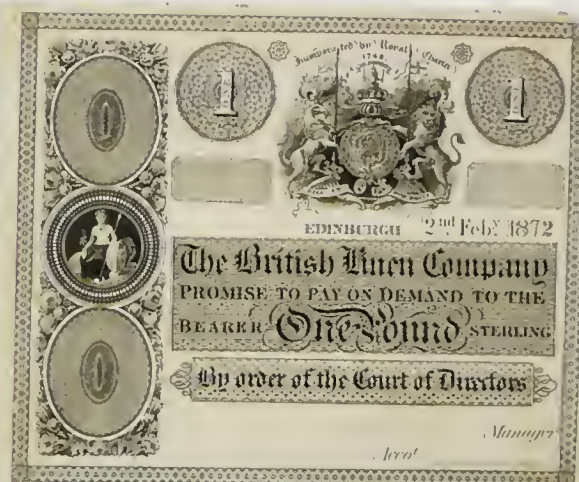 Incorporated by Royal Charter
1746
1 1
EDINBURGH 2nd Feby 1872
The British Linen Company
PROMISE TO PAY ON DEMAND TO THE
BEARER One Pound STERLING
By order of the Court of Directors
Manager
Accot